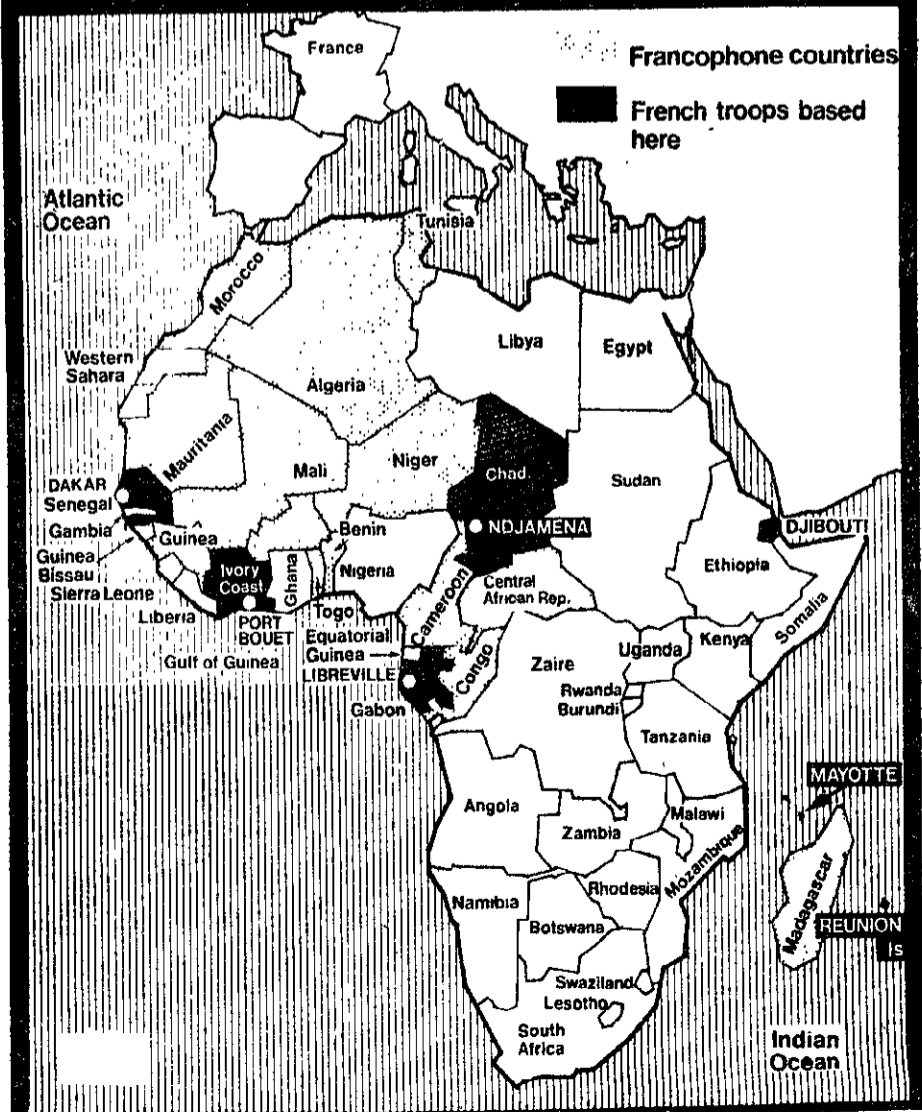 France
Francophone countries
French troops based
here
Atlantic
Ocean
Tunisia
Morocco
Libya
Egypt
Western
Sahara
Algeria
Mauritania
Mali
Niger
Chad.
Sudan
DAKAR
Senegal
NDJAMENA
DJIBOUTI
Gambia
Guinea
Benin
Guinea
Bissau
Ivory
Coast
Ghana
Nigeria
Ethiopia
Sierra Leone
Cameroon
Central
African Rep.
Somalia
Liberia
PORT
BOUET
Togo
Equatorial
Guinea
Gulf of Guinea
Congo
Zaire
Uganda
Kenya
LIBREVILLE
Gabon
Rwanda
Burundi
Tanzania
MAYOTTE
Angola
Malawi
Zambia
Mozambique
Namibia
Rhodesia
Madagascar
Botswana
REUNION
Is
Swaziland
Lesotho
South
Africa
Indian
Ocean